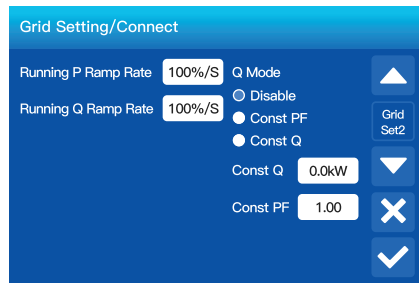 Grid Setting/Connect
Running P Ramp Rate 100%/S
Running Q Ramp Rate 100%/S
Q Mode
Disable
Const PF
Const Q
Const Q 0.0kW
Const PF 1.00
Grid
Set2